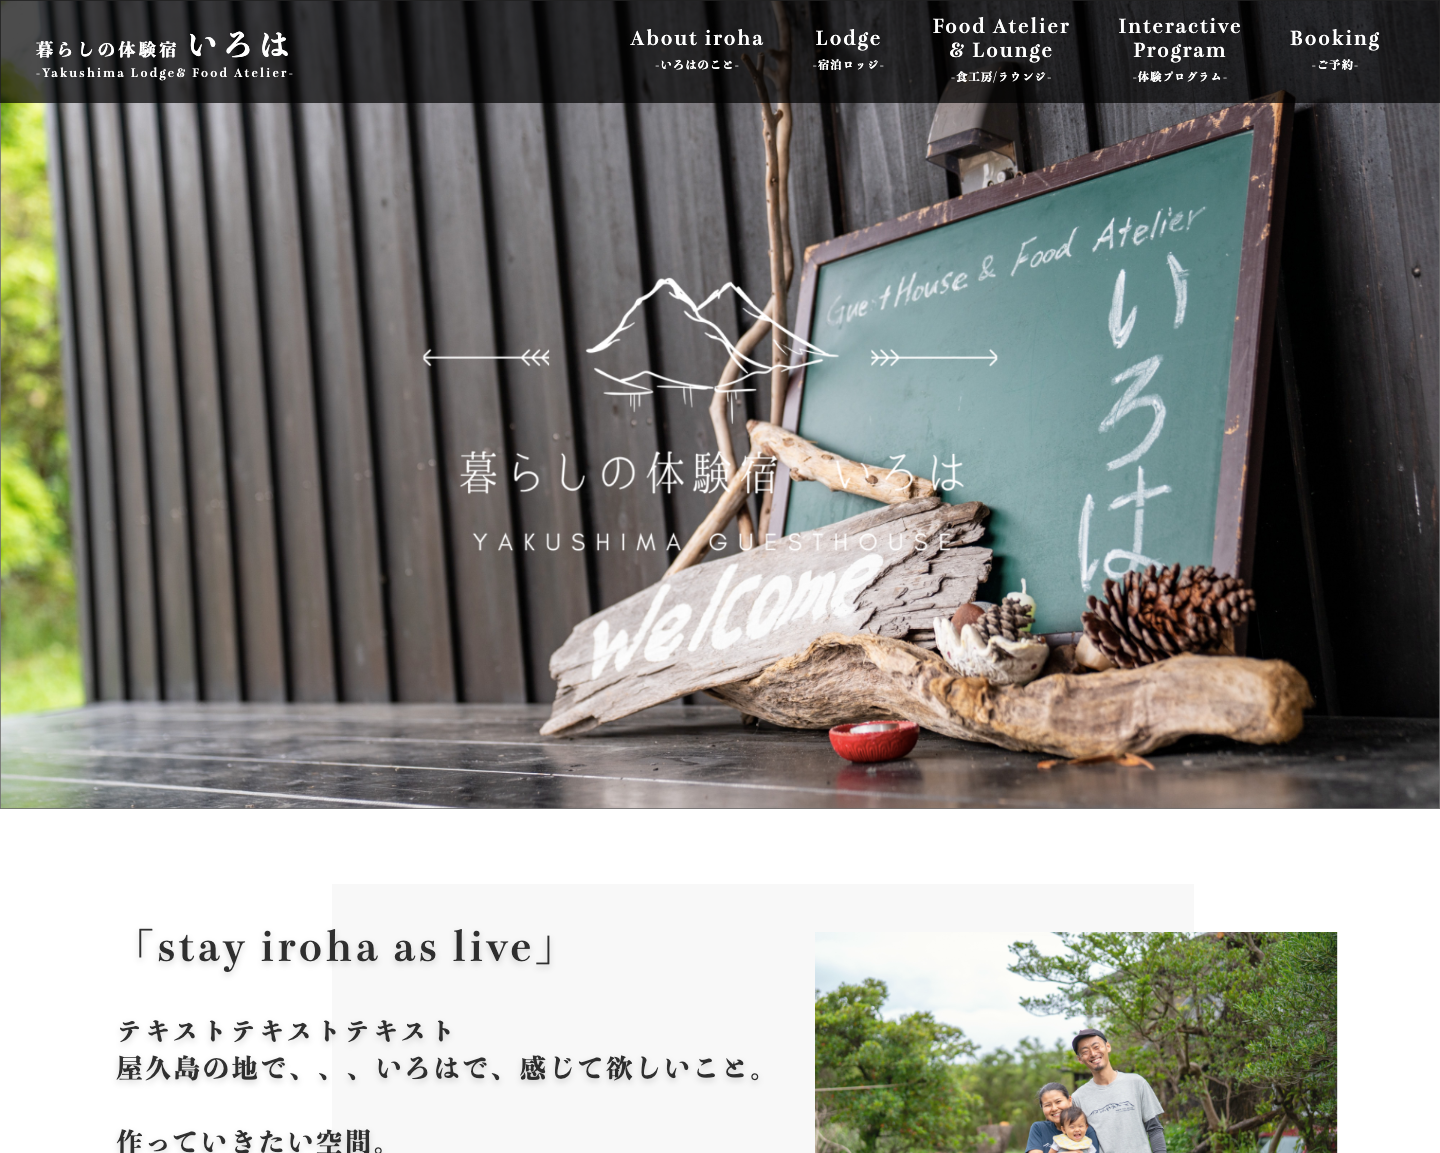 暮らしの体験宿 いろは
-Yakushima Lodge& Food Atelier-
About iroha
-いろはのこと-
Lodge
-宿泊ロッジ-
Food Atelier
& Lounge
-食工房/ラウンジ-
Interactive
Program
-体験プログラム-
Booking
-ご予約-
GuestHouse & Food Atelier
いろは
暮らしの体験宿 いろは
YAKUSHIMA GUESTHOUSE
Welcome
「stay iroha as live」
テキストテキストテキスト
屋久島の地で、、、いろはで、感じて欲しいこと。
作っていきたい空間。